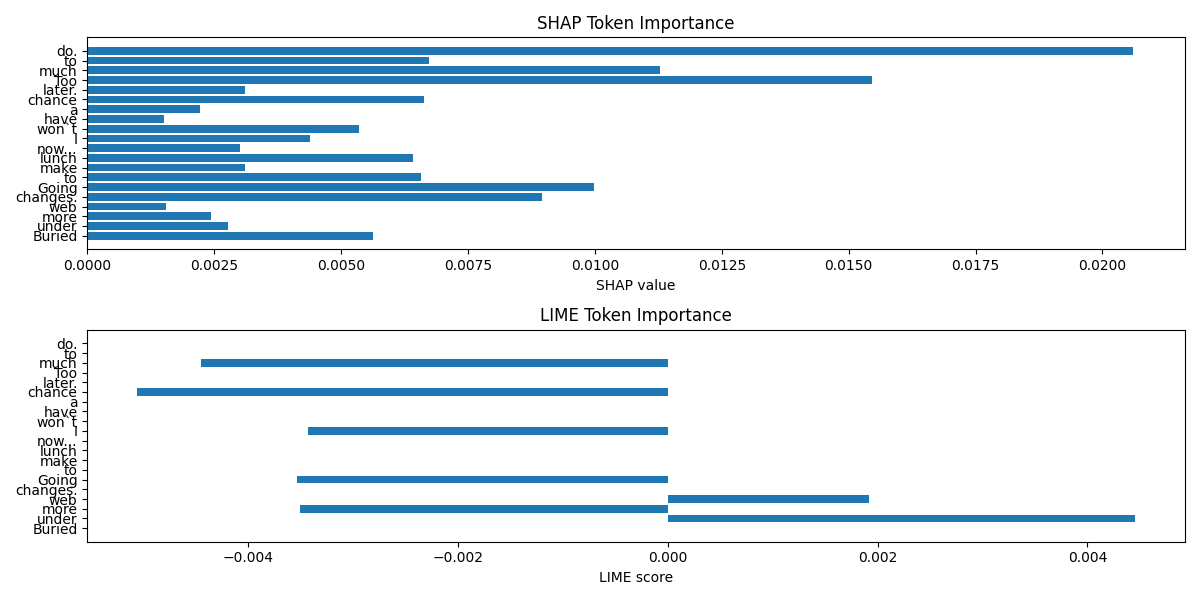 SHAP Token Importance
do.
to
much
Too
later.
chance
a
have
won`t
I
now...
lunch
make
to
Going
changes.
web
more
under
Buried
0.0000 0.0025 0.0050 0.0075 0.0100 0.0125 0.0150 0.0175 0.0200
SHAP value
LIME Token Importance
do.
to
much
Too
later.
chance
a
have
won`t
I
now...
lunch
make
to
Going
changes.
web
more
under
Buried
−0.004 −0.002 0.000 0.002 0.004
LIME score